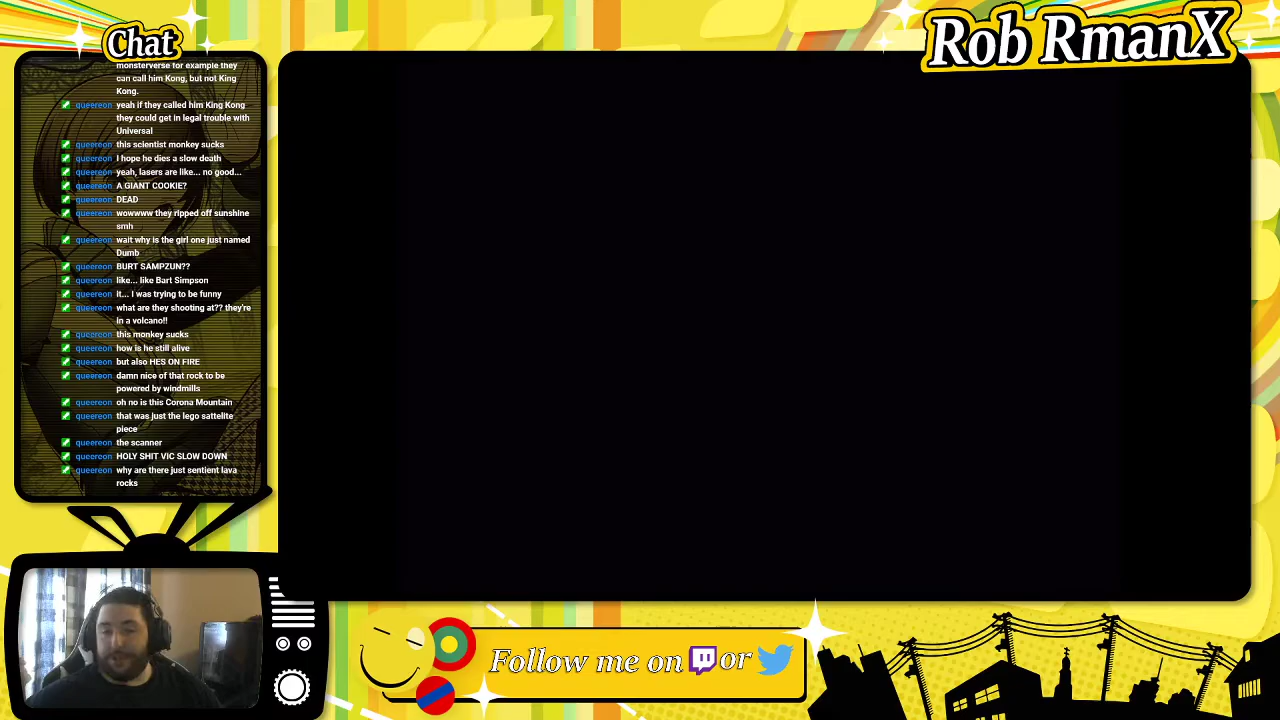 Chat
Rob RmanX
monsterverse for example they
can call him Kong, but not King
Kong.
queereon yeah if they called him King Kong
they could get in legal trouble with
Universal
queereon this scientist monkey sucks
queereon I hope he dies a slow death
queereon yeah, lasers are like... no good...
queereon A GIANT COOKIE?
queereon DEAD
queereon wowwww they ripped off sunshine
smh
queereon wait why is the girl one just named
Dumb
queereon BURT SAMPZUN??
queereon like... like Bart Simpson
queereon it... I was trying to be funny
queereon what are they shooting at?? they're
in a volcano!!
queereon this monkey sucks
queereon how is he still alive
queereon but also HES ON FIRE
queereon damn nice of that rock to be
powered by windmills
queereon oh no is this Corona Mountain
queereon that was just the lego sattelite
piece
queereon the scanner
queereon HOLY SHIT VIC SLOW DOWN
queereon why are there just sentient lava
rocks
Follow me on or